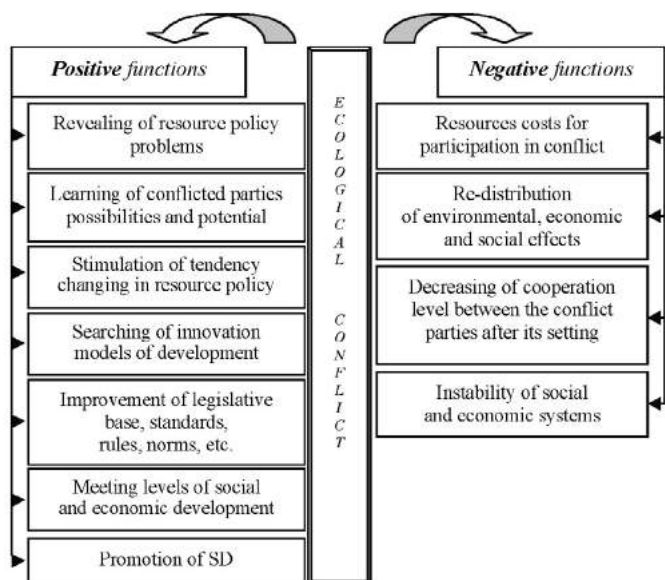 Positive functions
Revealing of resource policy
problems
Learning of conflicted parties
possibilities and potential
Stimulation of tendency
changing in resource policy
Searching of innovation
models of development
Improvement of legislative
base, standards,
rules, norms, etc.
Meeting levels of social
and economic development
Promotion of SD
ECOLOGICAL CONFLICT
Negative functions
Resources costs for
participation in conflict
Re-distribution
of environmental, economic
and social effects
Decreasing of cooperation
level between the conflict
parties after its setting
Instability of social
and economic systems